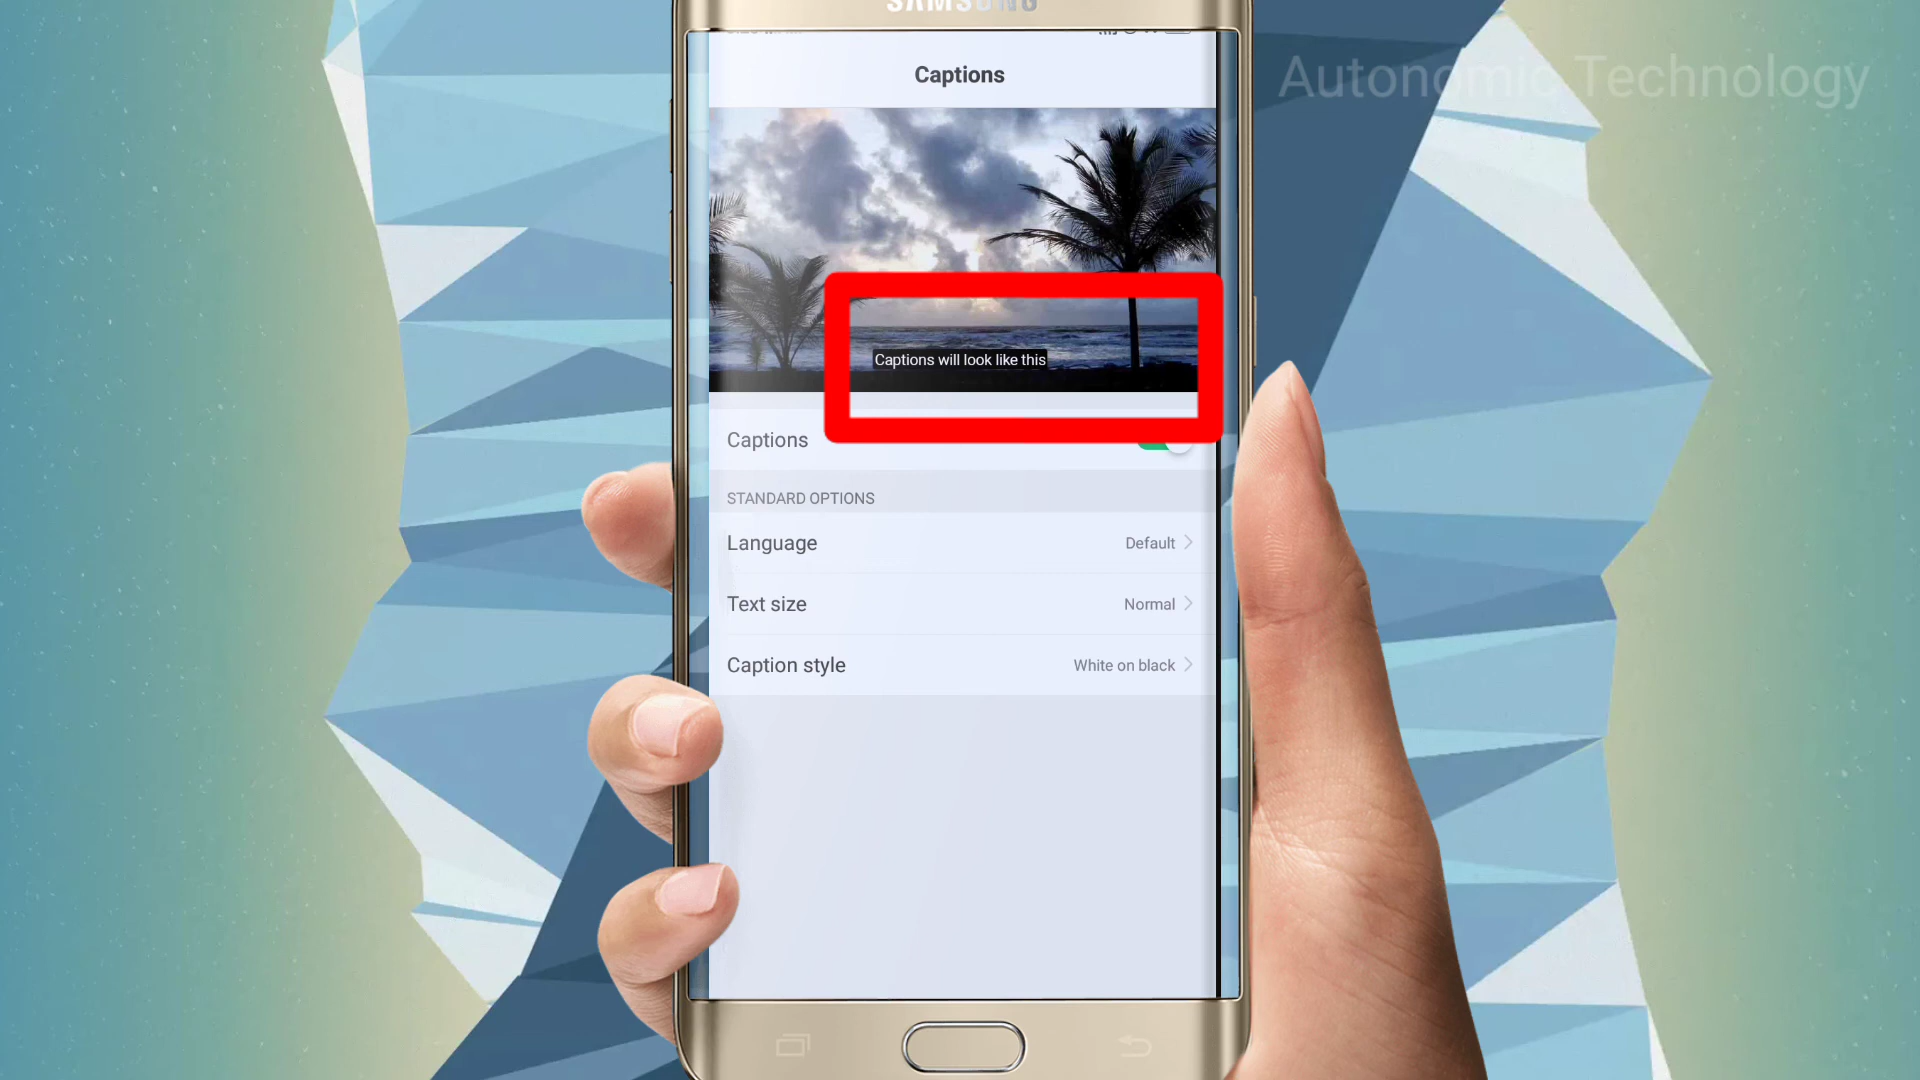 SAMSUNG
Captions
Autonomic Technology
Captions will look like this
Captions
STANDARD OPTIONS
Language Default
Text size Normal
Caption style White on black